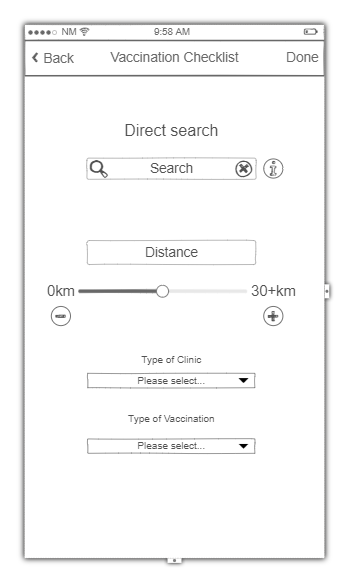 NM 9:58 AM
Back Vaccination Checklist Done
Direct search
Search
Distance
0km 30+km
Type of Clinic
Please select...
Type of Vaccination
Please select...